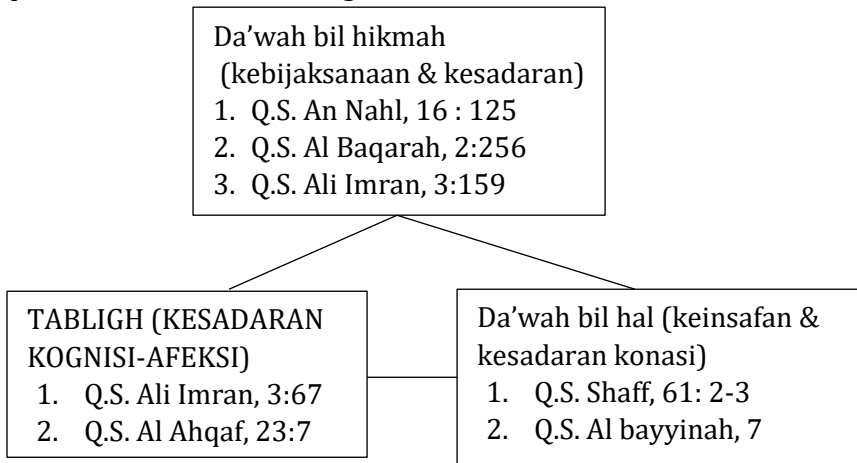 Da’wah bil hikmah
(kebijaksanaan & kesadaran)
1. Q.S. An Nahl, 16 : 125
2. Q.S. Al Baqarah, 2:256
3. Q.S. Ali Imran, 3:159
TABLIGH (KESADARAN
KOGNISI-AFEKSI)
1. Q.S. Ali Imran, 3:67
2. Q.S. Al Ahqaf, 23:7
Da’wah bil hal (keinsafan &
kesadaran konasi)
1. Q.S. Shaff, 61: 2-3
2. Q.S. Al bayyinah, 7